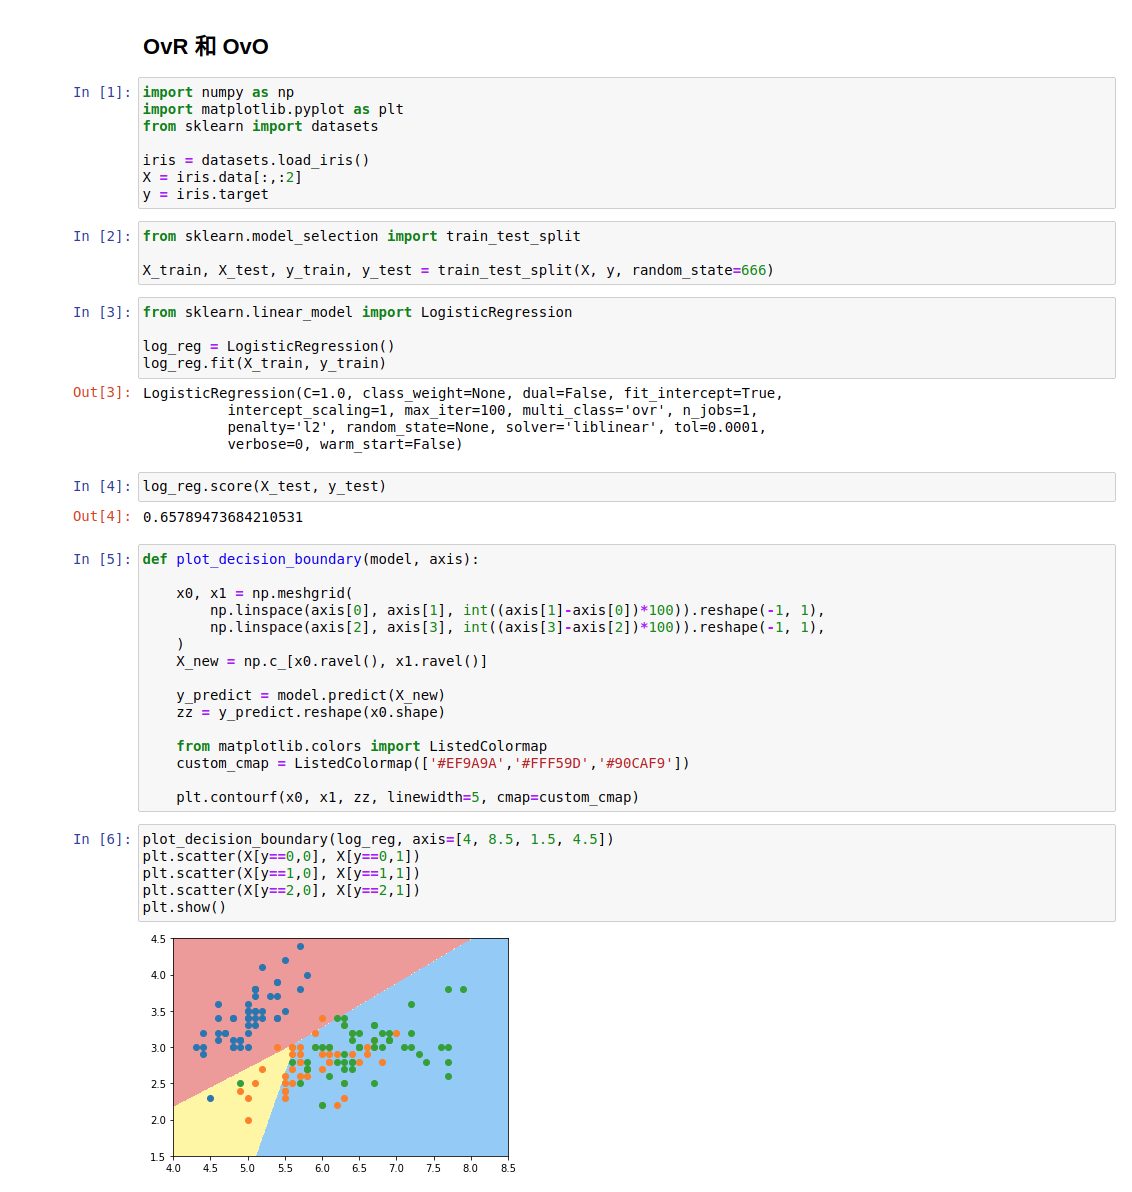 OvR 和 OvO
In [1]:
import numpy as np
import matplotlib.pyplot as plt
from sklearn import datasets
iris = datasets.load_iris()
X = iris.data[:,:2]
y = iris.target
In [2]:
from sklearn.model_selection import train_test_split
X_train, X_test, y_train, y_test = train_test_split(X, y, random_state=666)
In [3]:
from sklearn.linear_model import LogisticRegression
log_reg = LogisticRegression()
log_reg.fit(X_train, y_train)
Out[3]:
LogisticRegression(C=1.0, class_weight=None, dual=False, fit_intercept=True,
          intercept_scaling=1, max_iter=100, multi_class='ovr', n_jobs=1,
          penalty='l2', random_state=None, solver='liblinear', tol=0.0001,
          verbose=0, warm_start=False)
In [4]:
log_reg.score(X_test, y_test)
Out[4]:
0.65789473684210531
In [5]:
def plot_decision_boundary(model, axis):
    x0, x1 = np.meshgrid(
        np.linspace(axis[0], axis[1], int((axis[1]-axis[0])*100)).reshape(-1, 1),
        np.linspace(axis[2], axis[3], int((axis[3]-axis[2])*100)).reshape(-1, 1),
    )
    X_new = np.c_[x0.ravel(), x1.ravel()]
    y_predict = model.predict(X_new)
    zz = y_predict.reshape(x0.shape)
    from matplotlib.colors import ListedColormap
    custom_cmap = ListedColormap(['#EF9A9A','#FFF59D','#90CAF9'])
    plt.contourf(x0, x1, zz, linewidth=5, cmap=custom_cmap)
In [6]:
plot_decision_boundary(log_reg, axis=[4, 8.5, 1.5, 4.5])
plt.scatter(X[y==0,0], X[y==0,1])
plt.scatter(X[y==1,0], X[y==1,1])
plt.scatter(X[y==2,0], X[y==2,1])
plt.show()
4.5
4.0
3.5
3.0
2.5
2.0
1.5
4.0 4.5 5.0 5.5 6.0 6.5 7.0 7.5 8.0 8.5